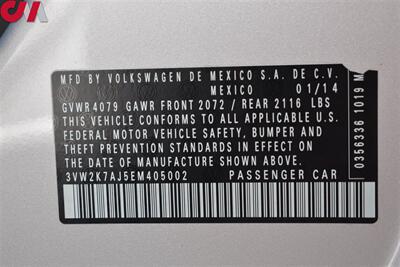 CM
MFD. BY VOLKSWAGEN DE MEXICO S.A. DE C.V.
MEXICO 01/14
GVWR 4079 GAWR FRONT 2072 / REAR 2116 LBS
THIS VEHICLE CONFORMS TO ALL APPLICABLE U.S.
FEDERAL MOTOR VEHICLE SAFETY, BUMPER AND
THEFT PREVENTION STANDARDS IN EFFECT ON
THE DATE OF MANUFACTURE SHOWN ABOVE.
3VW2K7AJ5EM405002 PASSENGER CAR
0356336 1019 M